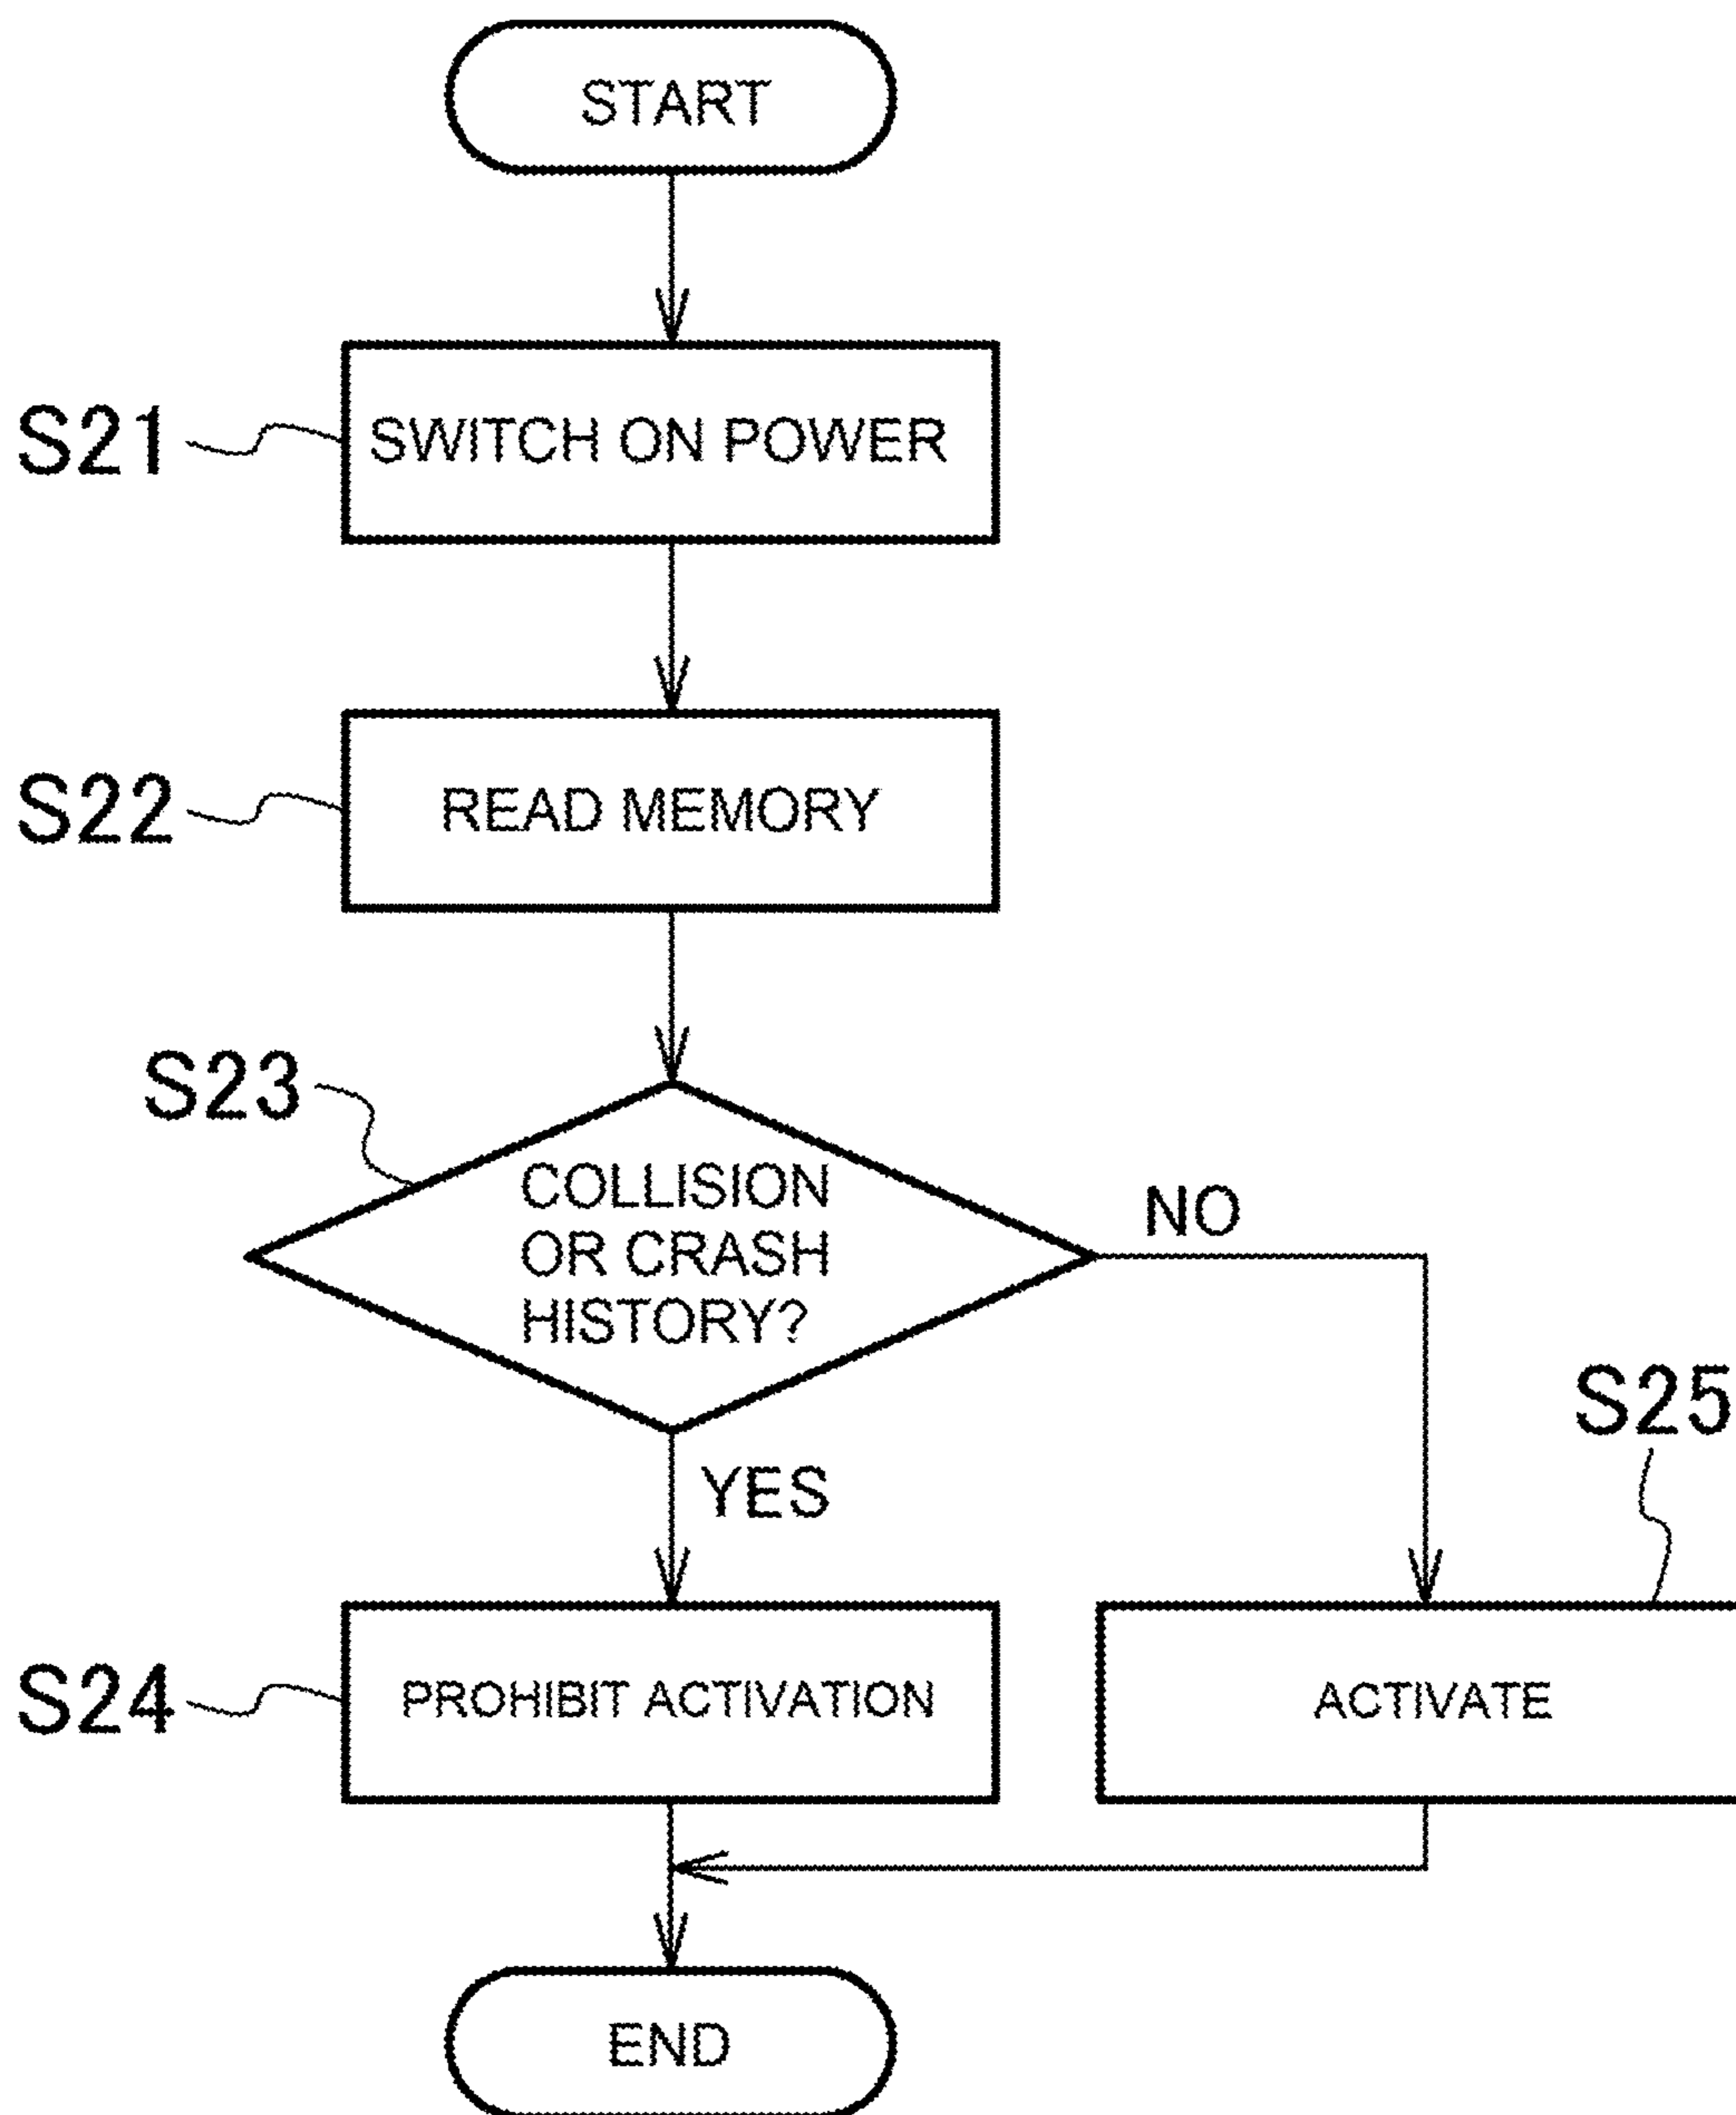 START
S21
SWITCH ON POWER
S22
READ MEMORY
S23
COLLISION
OR CRASH
HISTORY?
NO
YES
S25
S24
PROHIBIT ACTIVATION
ACTIVATE
END